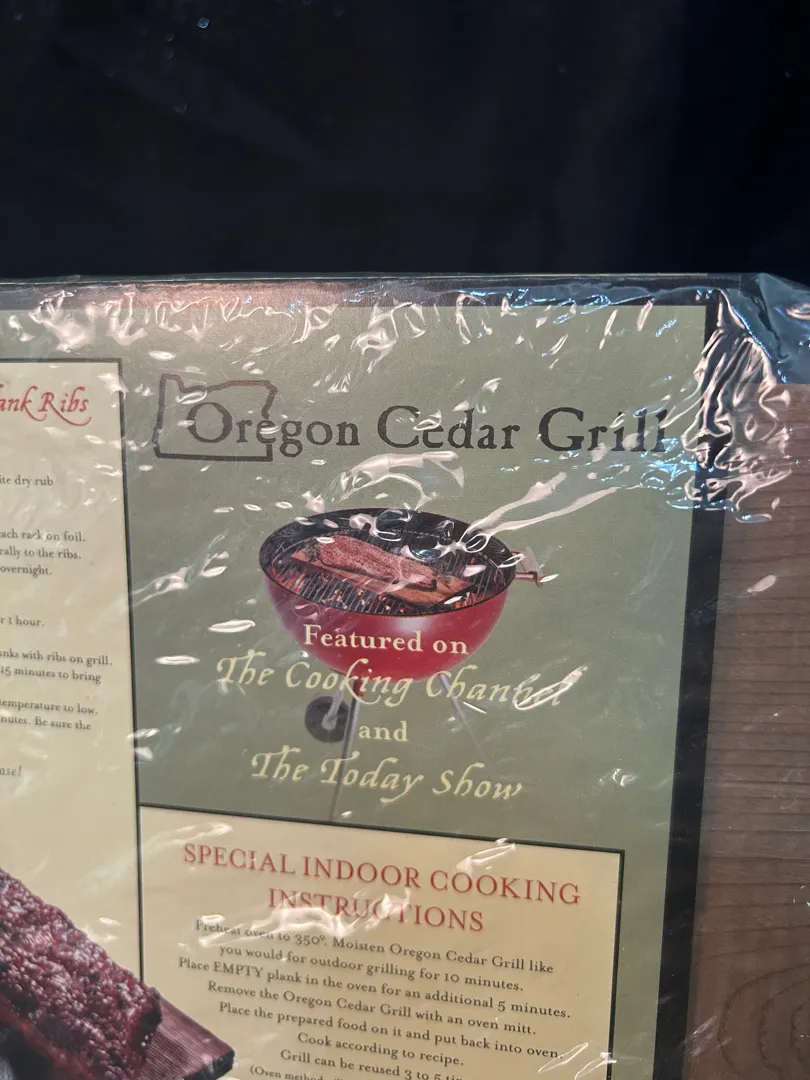 ank Ribs
ite dry rub
ach rack on foil.
rally to the ribs.
overnight.
r 1 hour.
nks with ribs on grill.
15 minutes to bring
temperature to low.
nutes. Be sure the
ase!
Oregon Cedar Grill
Featured on
The Cooking Channel
and
The Today Show
SPECIAL INDOOR COOKING
INSTRUCTIONS
Preheat oven to 350°. Moisten Oregon Cedar Grill like
you would for outdoor grilling for 10 minutes.
Place EMPTY plank in the oven for an additional 5 minutes.
Remove the Oregon Cedar Grill with an oven mitt.
Place the prepared food on it and put back into oven.
Cook according to recipe.
Grill can be reused 3 to 5
(Oven method